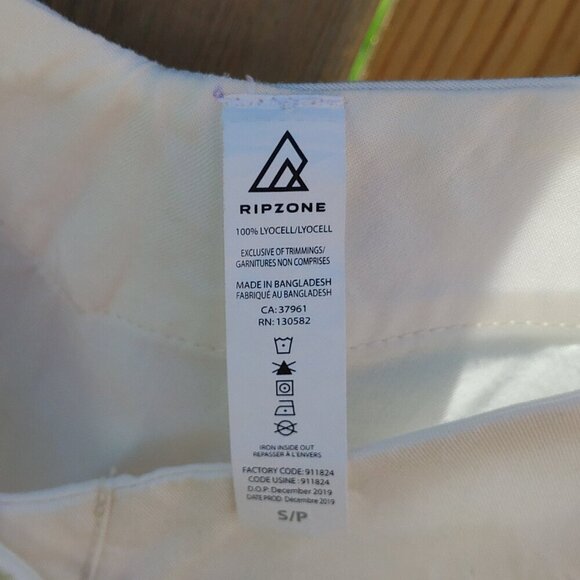 RIPZONE
100% LYOCELL/LYOCELL
EXCLUSIVE OF TRIMMINGS/
GARNITURES NON COMPRISES
MADE IN BANGLADESH
FABRIQUÉ AU BANGLADESH
CA: 37961
RN: 130582
IRON INSIDE OUT
REPASSER À L'ENVERS
FACTORY CODE: 911824
CODE USINE : 911824
D.O.P: December 2019
DATE PROD: Décembre 2019
S/P